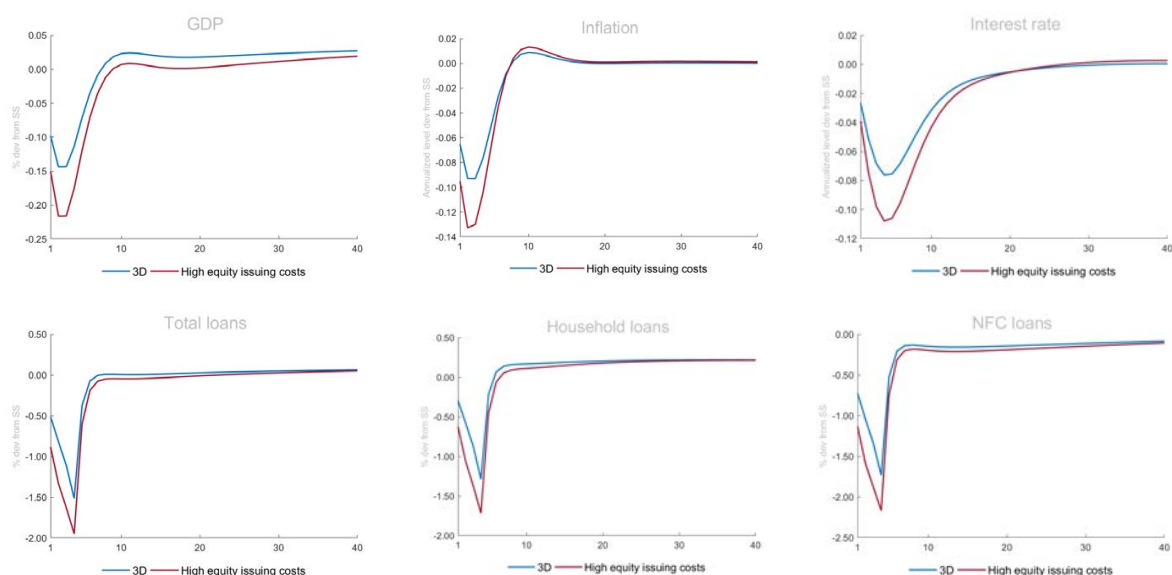 GDP
0.05
0.00
-0.05
-0.10
-0.15
-0.20
-0.25
% dev from SS
1 10 20 30 40
3D High equity issuing costs
Inflation
0.04
0.02
0.00
-0.02
-0.04
-0.06
-0.08
-0.10
-0.12
-0.14
Annualized level dev from SS
1 10 20 30 40
3D High equity issuing costs
Interest rate
0.02
0.00
-0.02
-0.04
-0.06
-0.08
-0.10
-0.12
Annualized level dev from SS
1 10 20 30 40
3D High equity issuing costs
Total loans
0.50
0.00
-0.50
-1.00
-1.50
-2.00
% dev from SS
1 10 20 30 40
3D High equity issuing costs
Household loans
0.50
0.00
-0.50
-1.00
-1.50
-2.00
% dev from SS
1 10 20 30 40
3D High equity issuing costs
NFC loans
0.00
-0.50
-1.00
-1.50
-2.00
-2.50
% dev from SS
1 10 20 30 40
3D High equity issuing costs